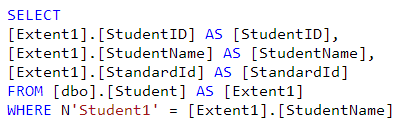 SELECT
[Extent1].[StudentID] AS [StudentID],
[Extent1].[StudentName] AS [StudentName],
[Extent1].[StandardId] AS [StandardId]
FROM [dbo].[Student] AS [Extent1]
WHERE N'Student1' = [Extent1].[StudentName]